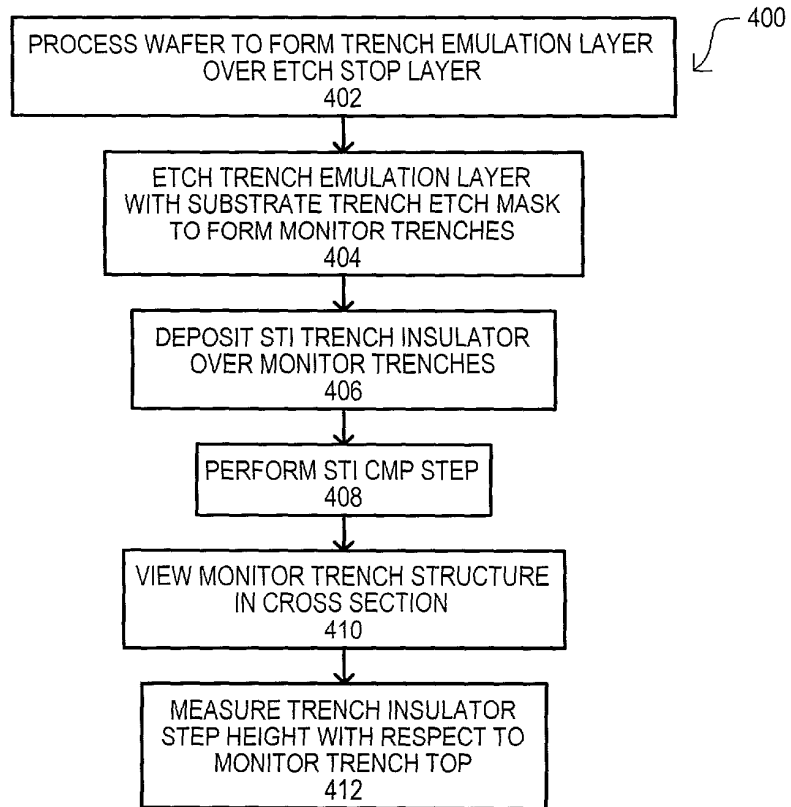 400
PROCESS WAFER TO FORM TRENCH EMULATION LAYER
OVER ETCH STOP LAYER
402
ETCH TRENCH EMULATION LAYER
WITH SUBSTRATE TRENCH ETCH MASK
TO FORM MONITOR TRENCHES
404
DEPOSIT STI TRENCH INSULATOR
OVER MONITOR TRENCHES
406
PERFORM STI CMP STEP
408
VIEW MONITOR TRENCH STRUCTURE
IN CROSS SECTION
410
MEASURE TRENCH INSULATOR
STEP HEIGHT WITH RESPECT TO
MONITOR TRENCH TOP
412